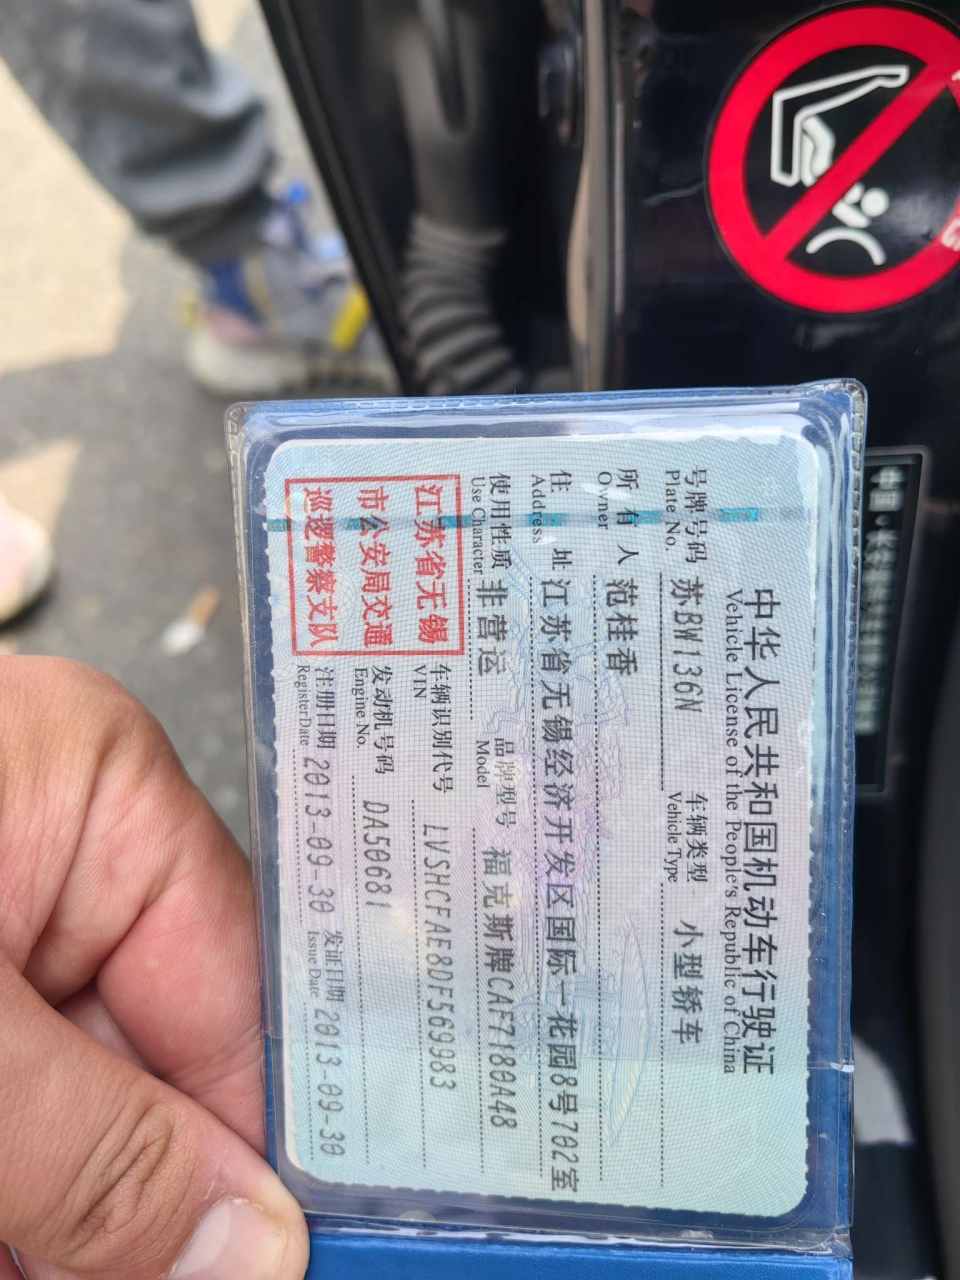 中华人民共和国机动车行驶证
Vehicle License of the People's Republic of China
号牌号码 苏BW136N 车辆类型 小型轿车
Plate No. Vehicle Type
所有人 范桂香
Owner
住址 江苏省无锡经济开发区国际一花园8号702室
Address
使用性质 非营运 品牌型号 福克斯牌CAF7180A48
Use Character Model
江苏省无锡
市公安局交通
巡逻警察支队
车辆识别代号 LVSHCFAE8DF569983
VIN
发动机号码 DA50681
Engine No.
注册日期 2013-09-30 发证日期 2013-09-30
Register Date Issue Date